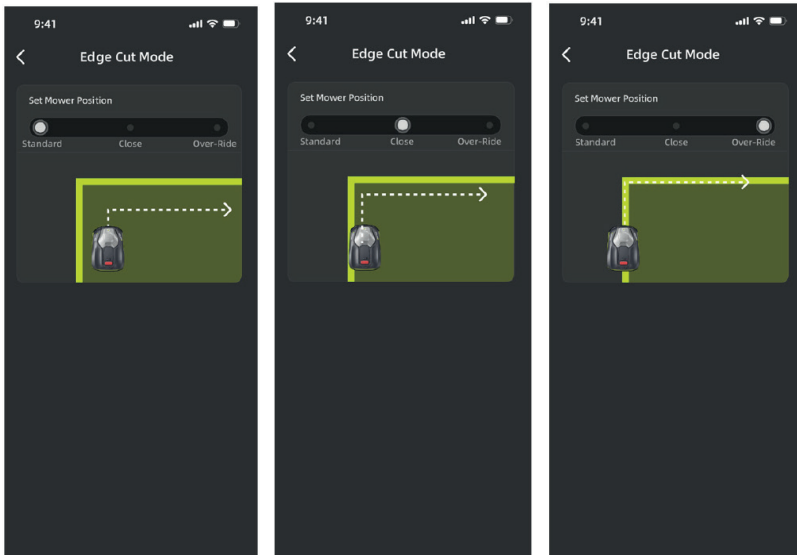 9:41
Edge Cut Mode
Set Mower Position
Standard Close Over-Ride
9:41
Edge Cut Mode
Set Mower Position
Standard Close Over-Ride
9:41
Edge Cut Mode
Set Mower Position
Standard Close Over-Ride